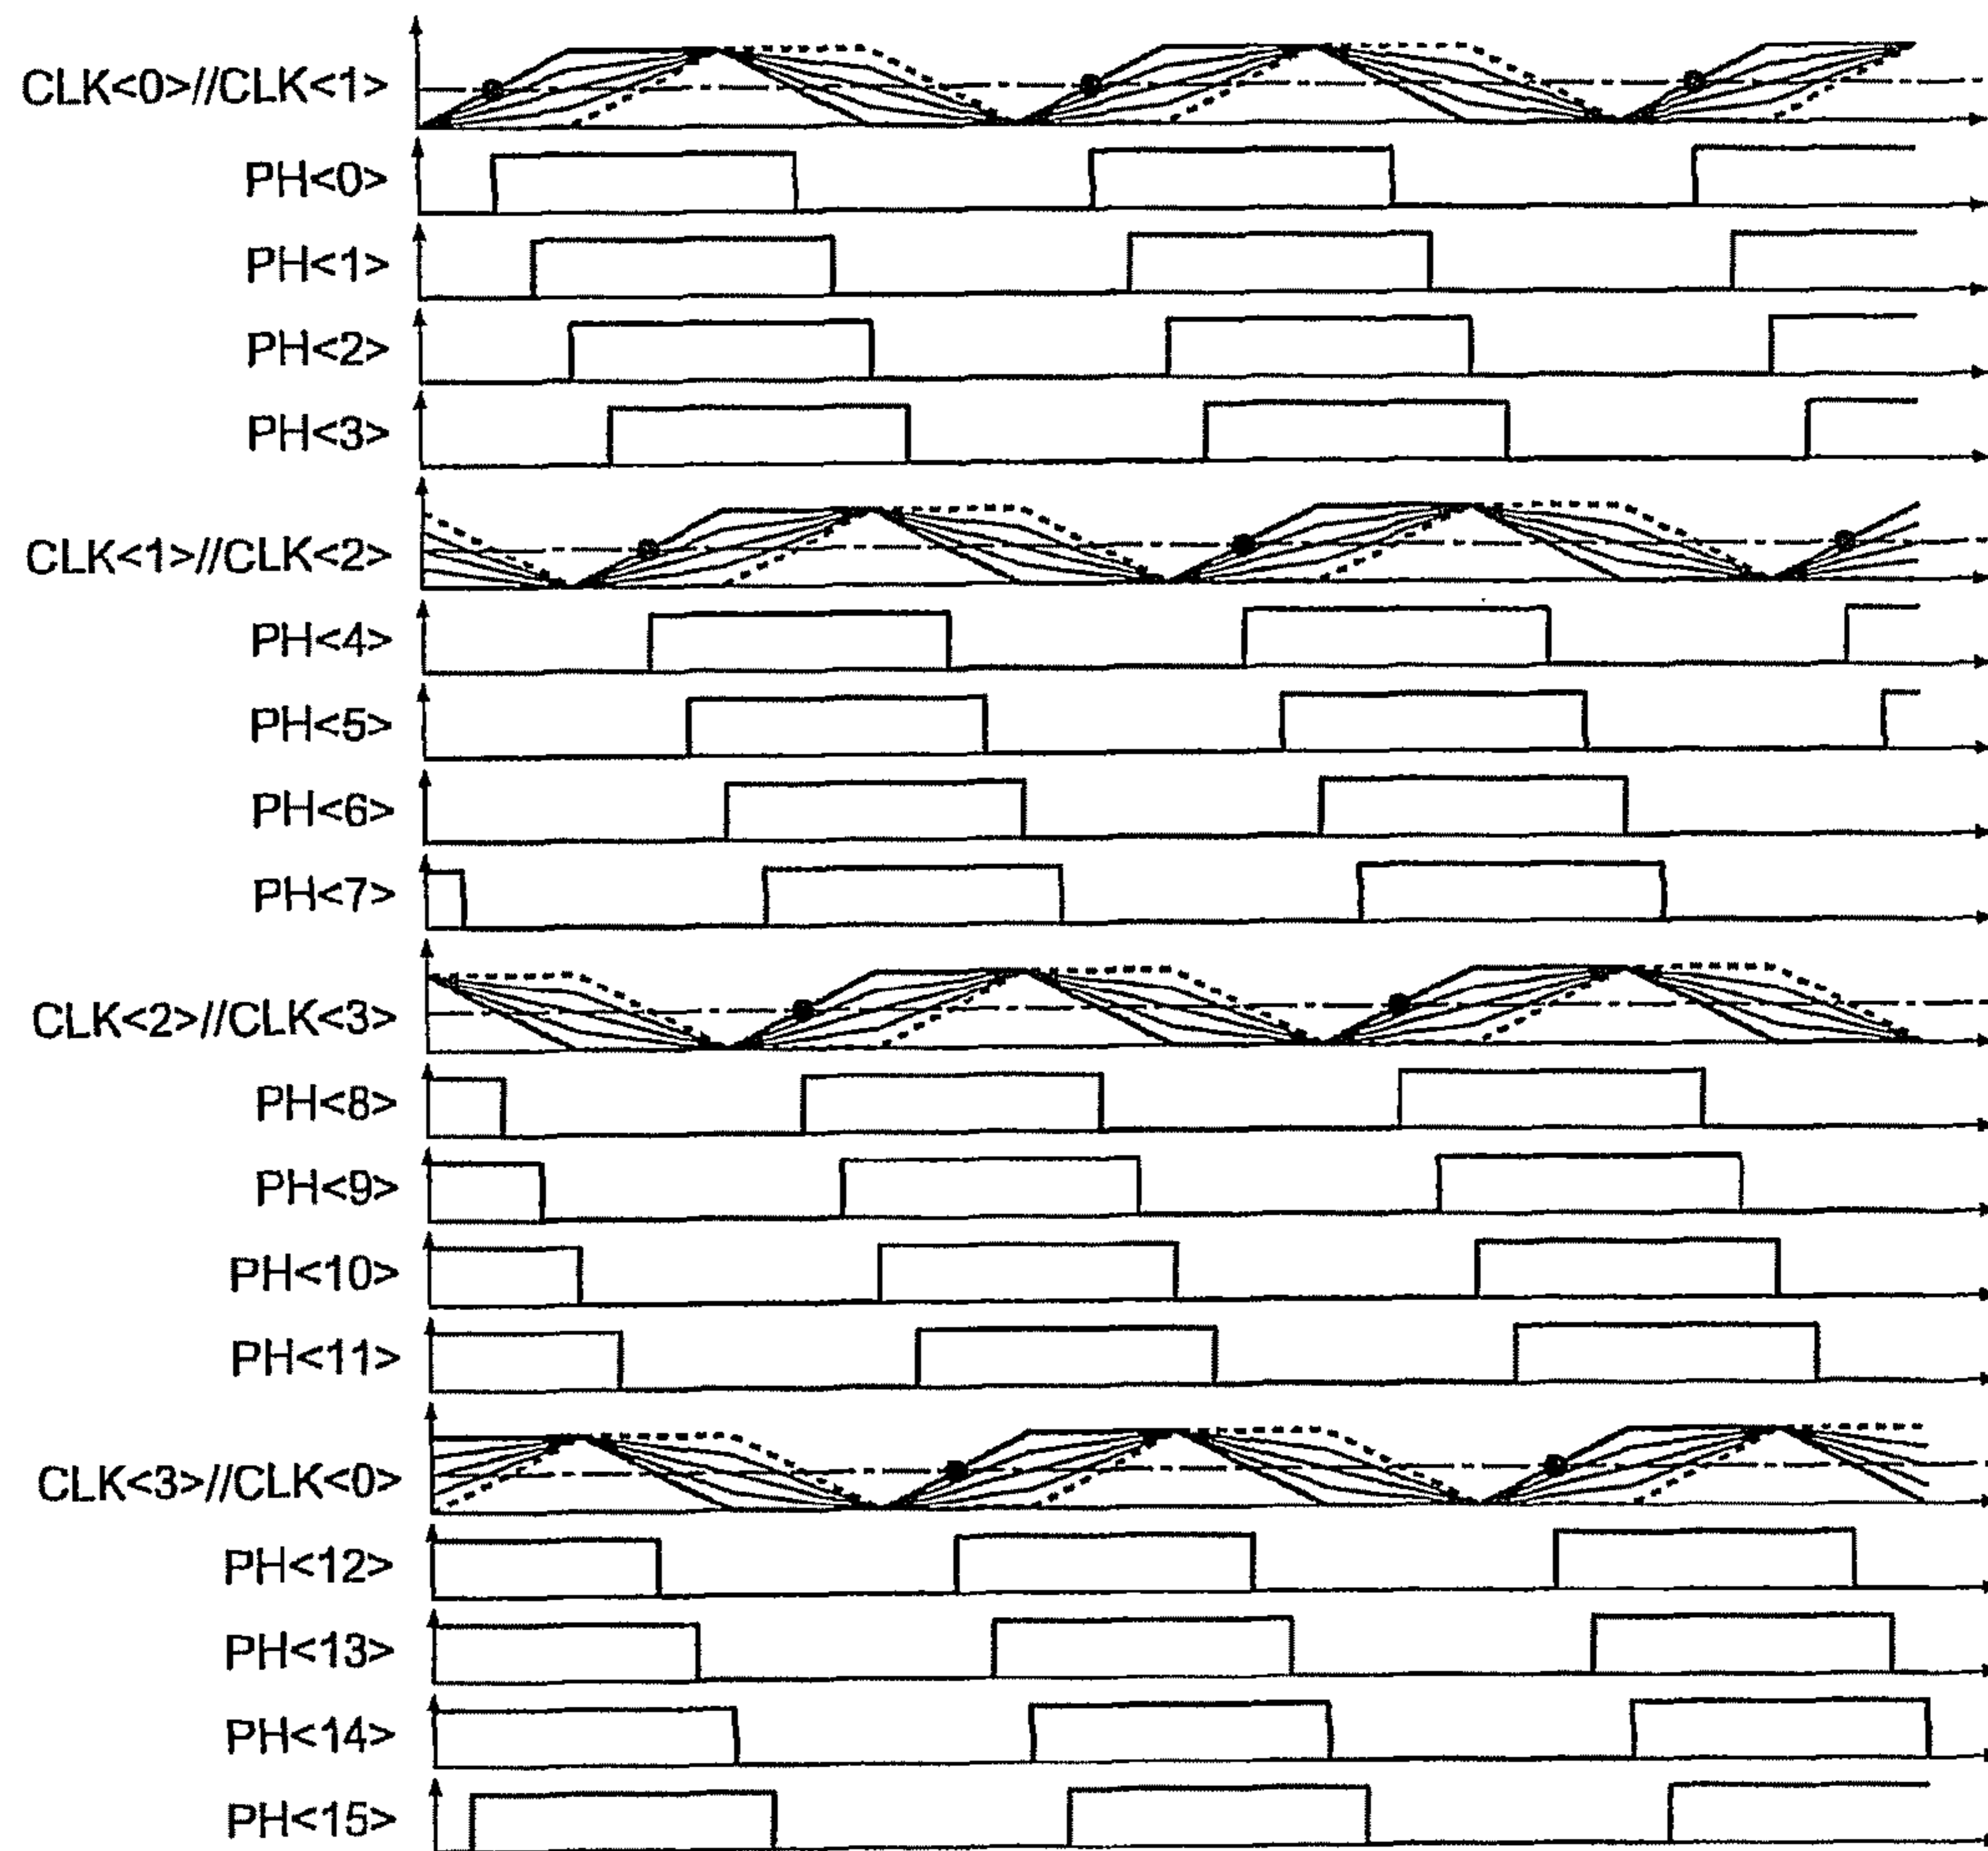 CLK<0>//CLK<1>
PH<0>
PH<1>
PH<2>
PH<3>
CLK<1>//CLK<2>
PH<4>
PH<5>
PH<6>
PH<7>
CLK<2>//CLK<3>
PH<8>
PH<9>
PH<10>
PH<11>
CLK<3>//CLK<0>
PH<12>
PH<13>
PH<14>
PH<15>